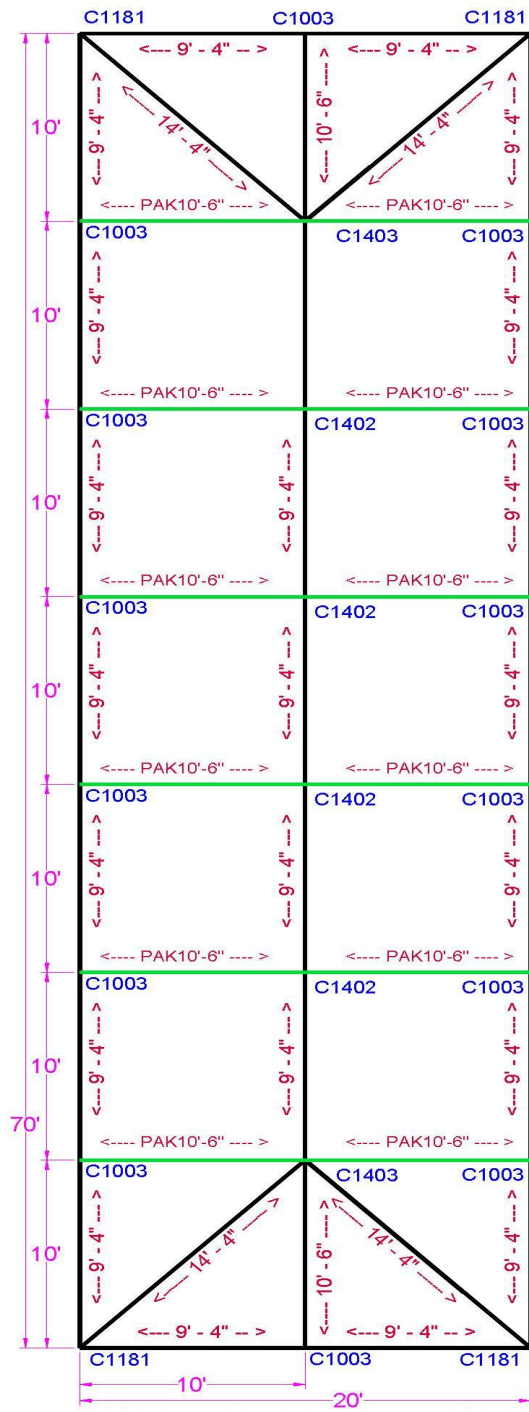 C1181 C1003 C1181
<--- 9' - 4" -- > <--- 9' - 4" -- >
10' <---- 9' - 4" ----> <--- 14' - 4" ----> <---- 10' - 6" ---- > <---- 14' - 4" ----> <---- 9' - 4" ---->
<---- PAK10'-6" ---- > <---- PAK10'-6" ---- >
C1003 C1403 C1003
10' <---- 9' - 4" ----> <---- 9' - 4" ---->
<---- PAK10'-6" ---- > <---- PAK10'-6" ---- >
C1003 C1402 C1003
10' <---- 9' - 4" ----> <---- 9' - 4" ----> <---- 9' - 4" ---->
<---- PAK10'-6" ---- > <---- PAK10'-6" ---- >
C1003 C1402 C1003
10' <---- 9' - 4" ----> <---- 9' - 4" ----> <---- 9' - 4" ---->
<---- PAK10'-6" ---- > <---- PAK10'-6" ---- >
C1003 C1402 C1003
10' <---- 9' - 4" ----> <---- 9' - 4" ----> <---- 9' - 4" ---->
<---- PAK10'-6" ---- > <---- PAK10'-6" ---- >
C1003 C1402 C1003
10' <---- 9' - 4" ----> <---- 9' - 4" ----> <---- 9' - 4" ---->
70'
<---- PAK10'-6" ---- > <---- PAK10'-6" ---- >
C1003 C1403 C1003
10' <---- 9' - 4" ----> <---- 14' - 4" ----> <---- 10' - 6" ---- > <---- 14' - 4" ----> <---- 9' - 4" ---->
<--- 9' - 4" -- > <--- 9' - 4" -- >
C1181 C1003 C1181
10'
20'